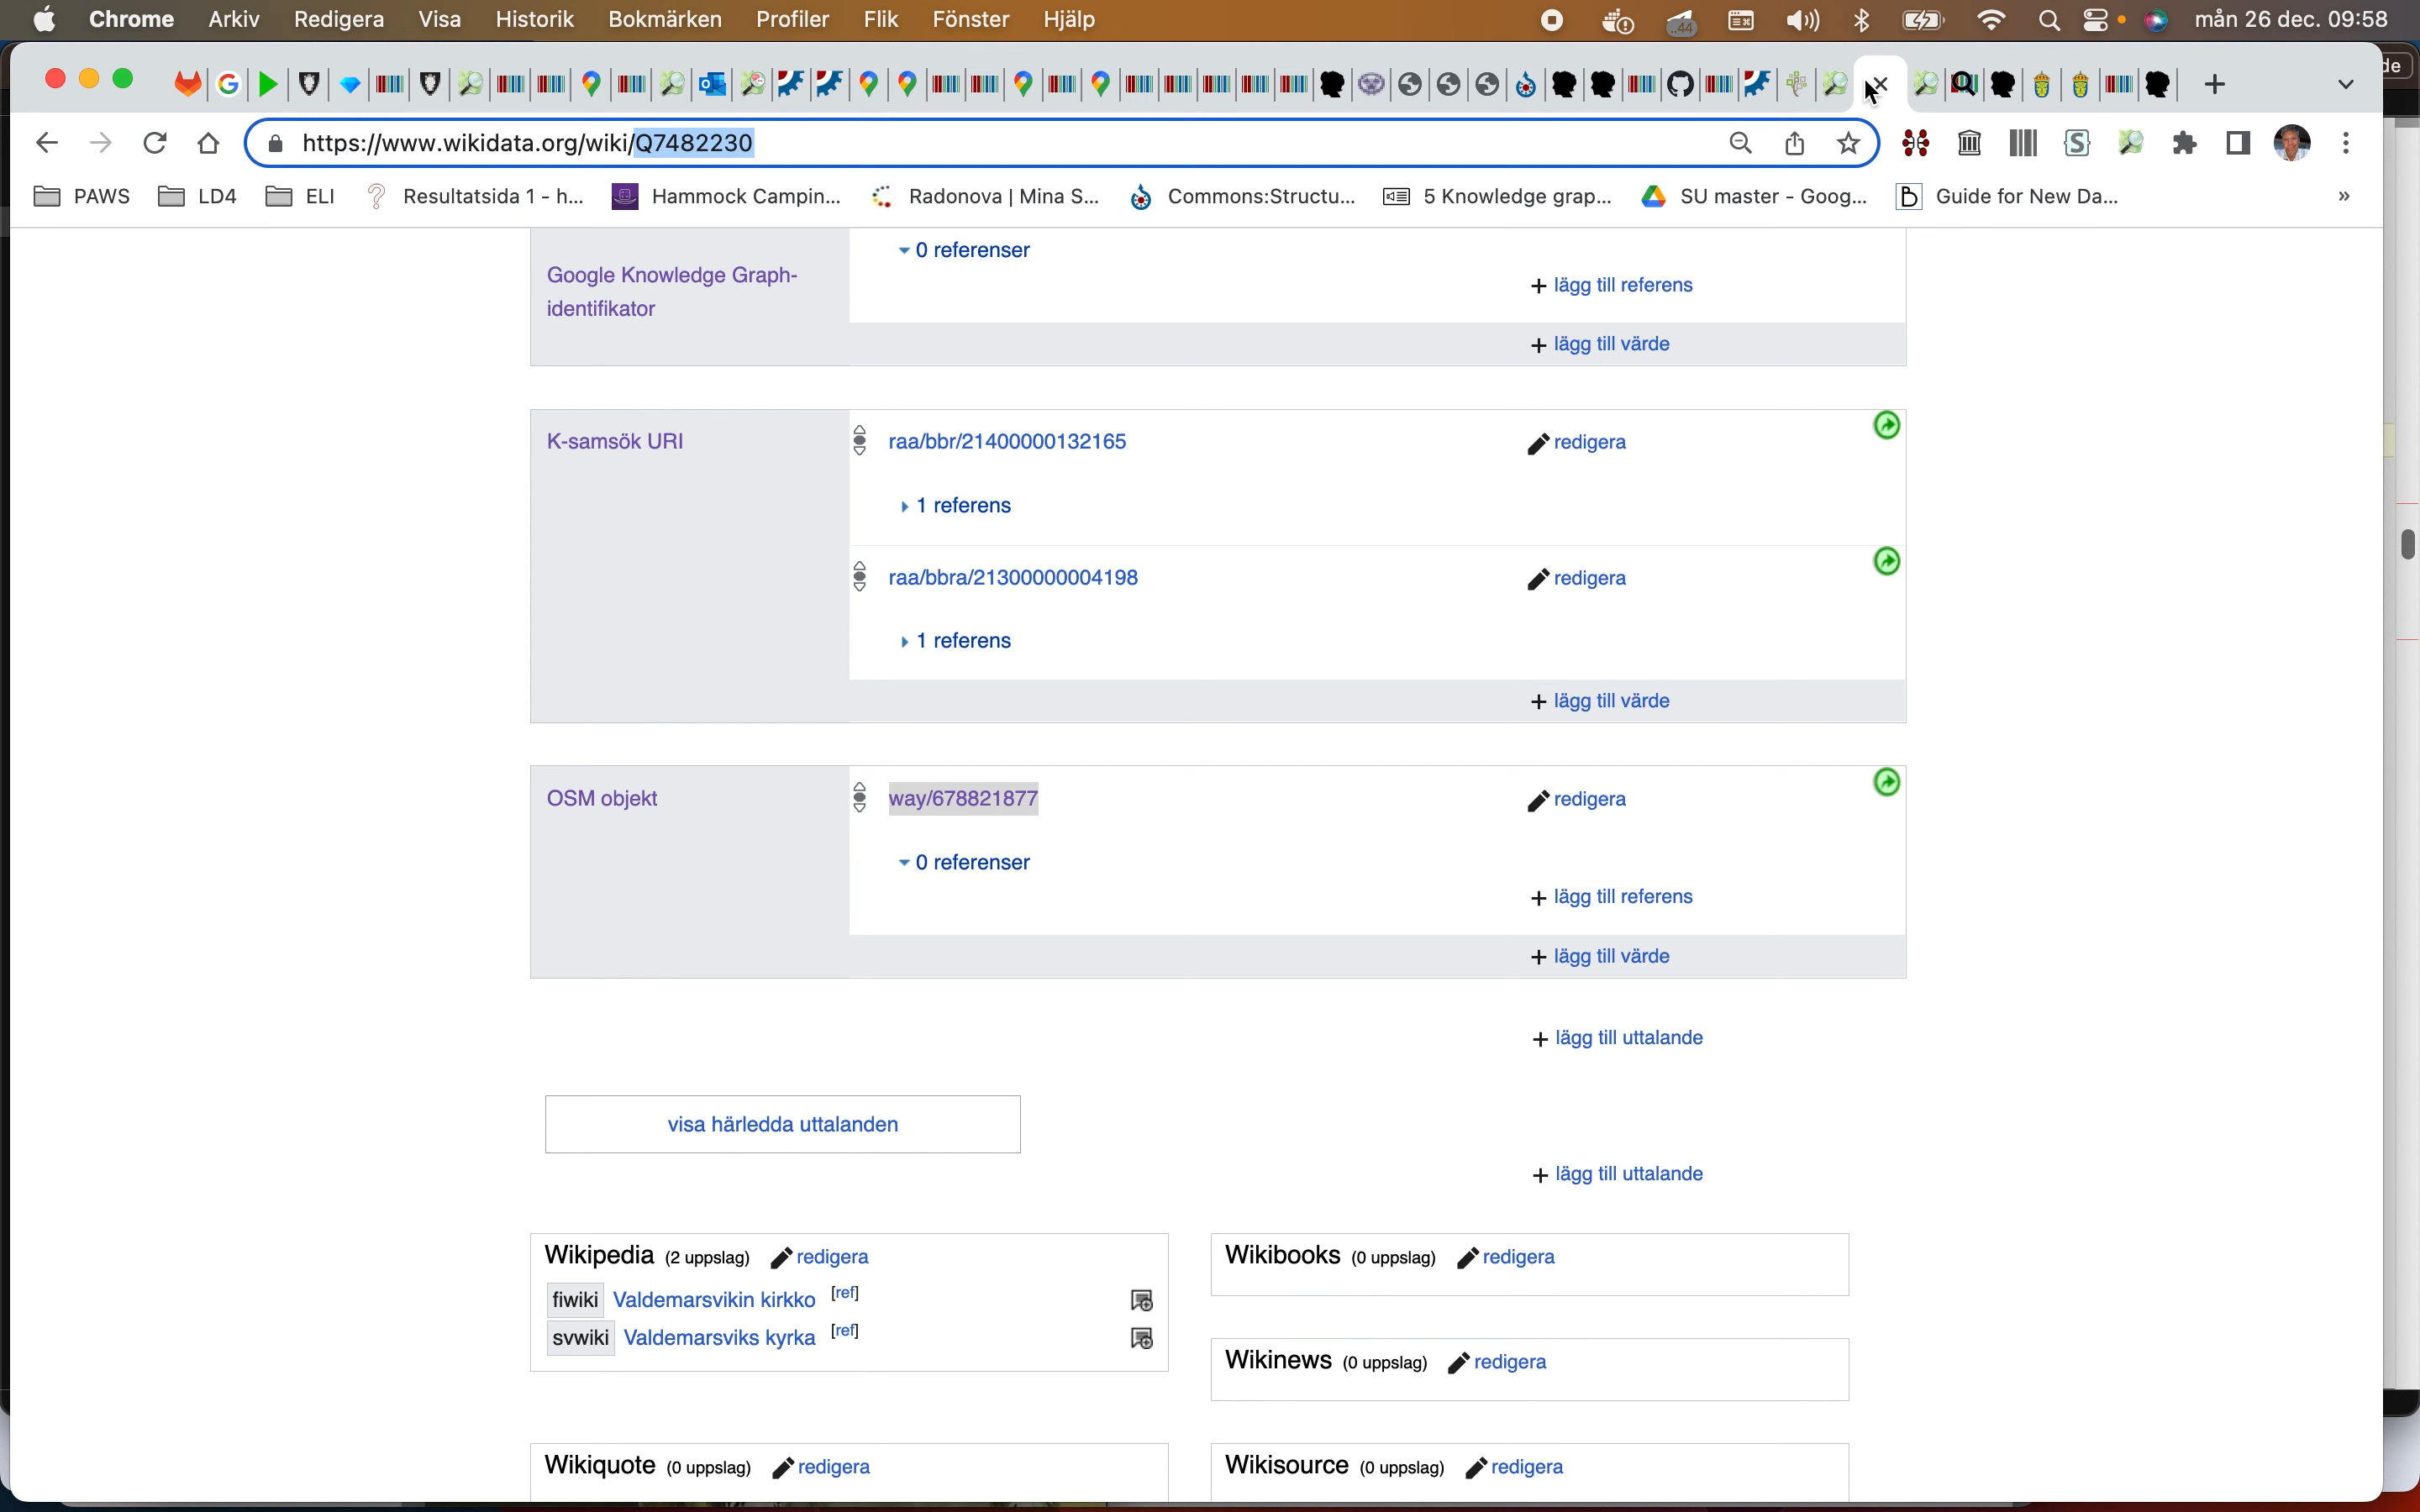 Chrome Arkiv Redigera Visa Historik Bokmärken Profiler Flik Fönster Hjälp mån 26 dec. 09:58
https://www.wikidata.org/wiki/Q7482230
PAWS LD4 ELI Resultatsida 1 - h... Hammock Campin... Radonova | Mina S... Commons:Structu... 5 Knowledge grap... SU master - Goog... Guide for New Da... »
Google Knowledge Graph-
identifikator
0 referenser
+ lägg till referens
+ lägg till värde
K-samsök URI
raa/bbr/21400000132165
redigera
1 referens
raa/bbra/21300000004198
redigera
1 referens
+ lägg till värde
OSM objekt
way/678821877
redigera
0 referenser
+ lägg till referens
+ lägg till värde
+ lägg till uttalande
visa härledda uttalanden
+ lägg till uttalande
Wikipedia (2 uppslag) redigera
fiwiki Valdemarsvikin kirkko [ref]
svwiki Valdemarsviks kyrka [ref]
Wikibooks (0 uppslag) redigera
Wikinews (0 uppslag) redigera
Wikiquote (0 uppslag) redigera
Wikisource (0 uppslag) redigera